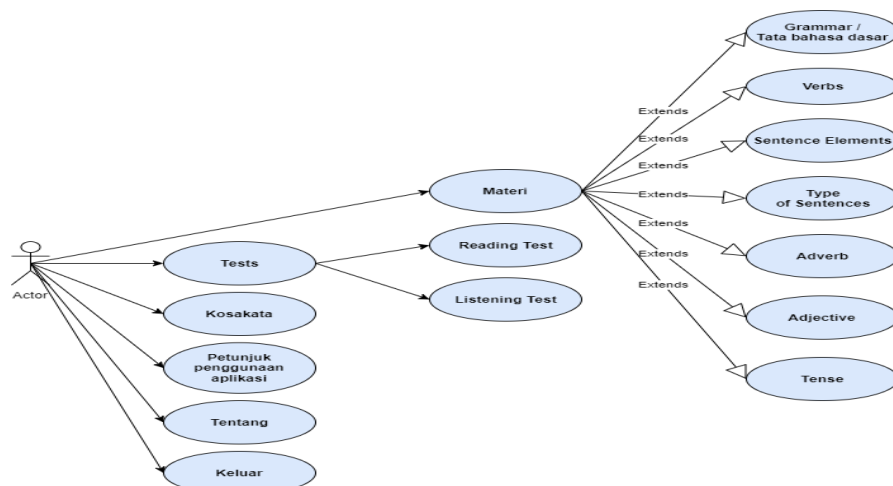 Grammar /
Tata bahasa dasar
Verbs
Extends
Extends
Sentence Elements
Extends
Materi
Extends
Type
of Sentences
Extends
Reading Test
Adverb
Extends
Tests
Extends
Actor
Listening Test
Kosakata
Adjective
Petunjuk
penggunaan
aplikasi
Tense
Tentang
Keluar